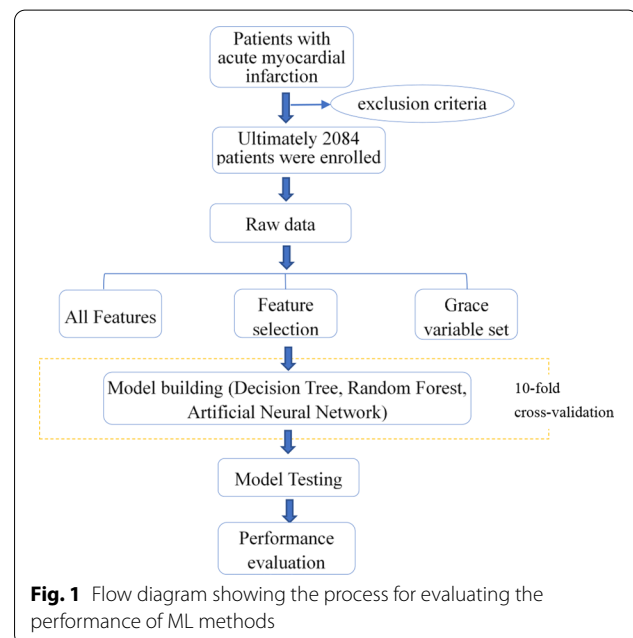 Patients with
acute myocardial
infarction
exclusion criteria
Ultimately 2084
patients were enrolled
Raw data
All Features
Feature
selection
Grace
variable set
Model building (Decision Tree, Random Forest,
Artificial Neural Network)
10-fold
cross-validation
Model Testing
Performance
evaluation
Fig. 1 Flow diagram showing the process for evaluating the
performance of ML methods